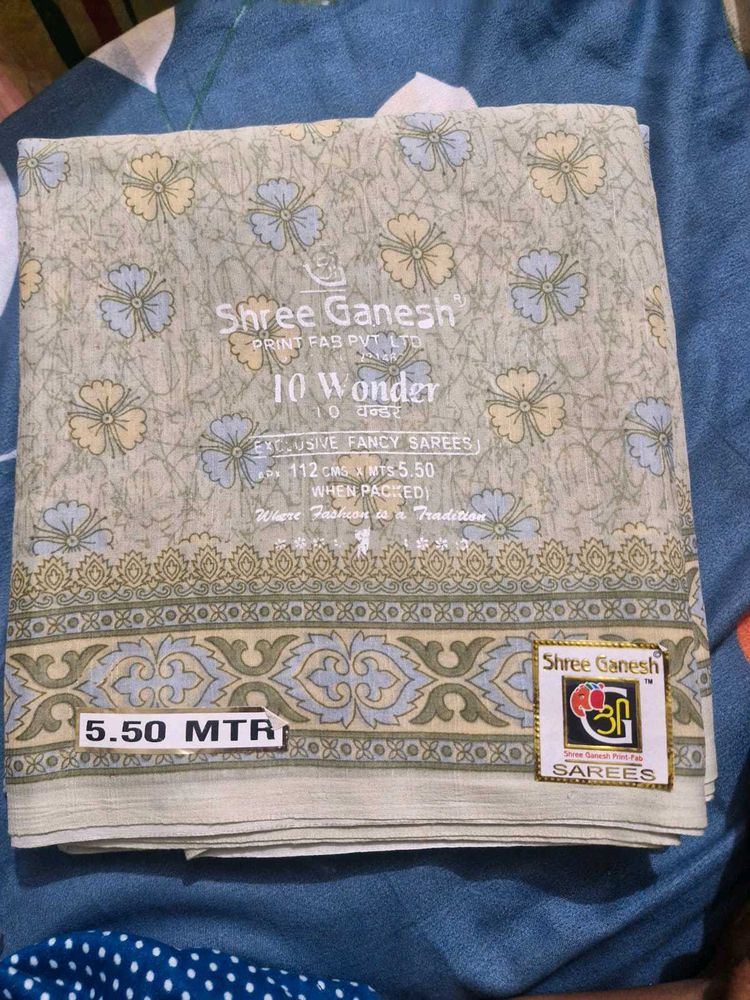 Shree Ganesh®
PRINT FAB PVT. LTD
10 Wonder
10 वन्डर
EXCLUSIVE FANCY SAREES
112 CMS X MTS 5.50
WHEN PACKED)
Where Fashion is a Tradition
5.50 MTR
Shree Ganesh©
TM
श्री
Shree Ganesh Print-Fab
SAREES